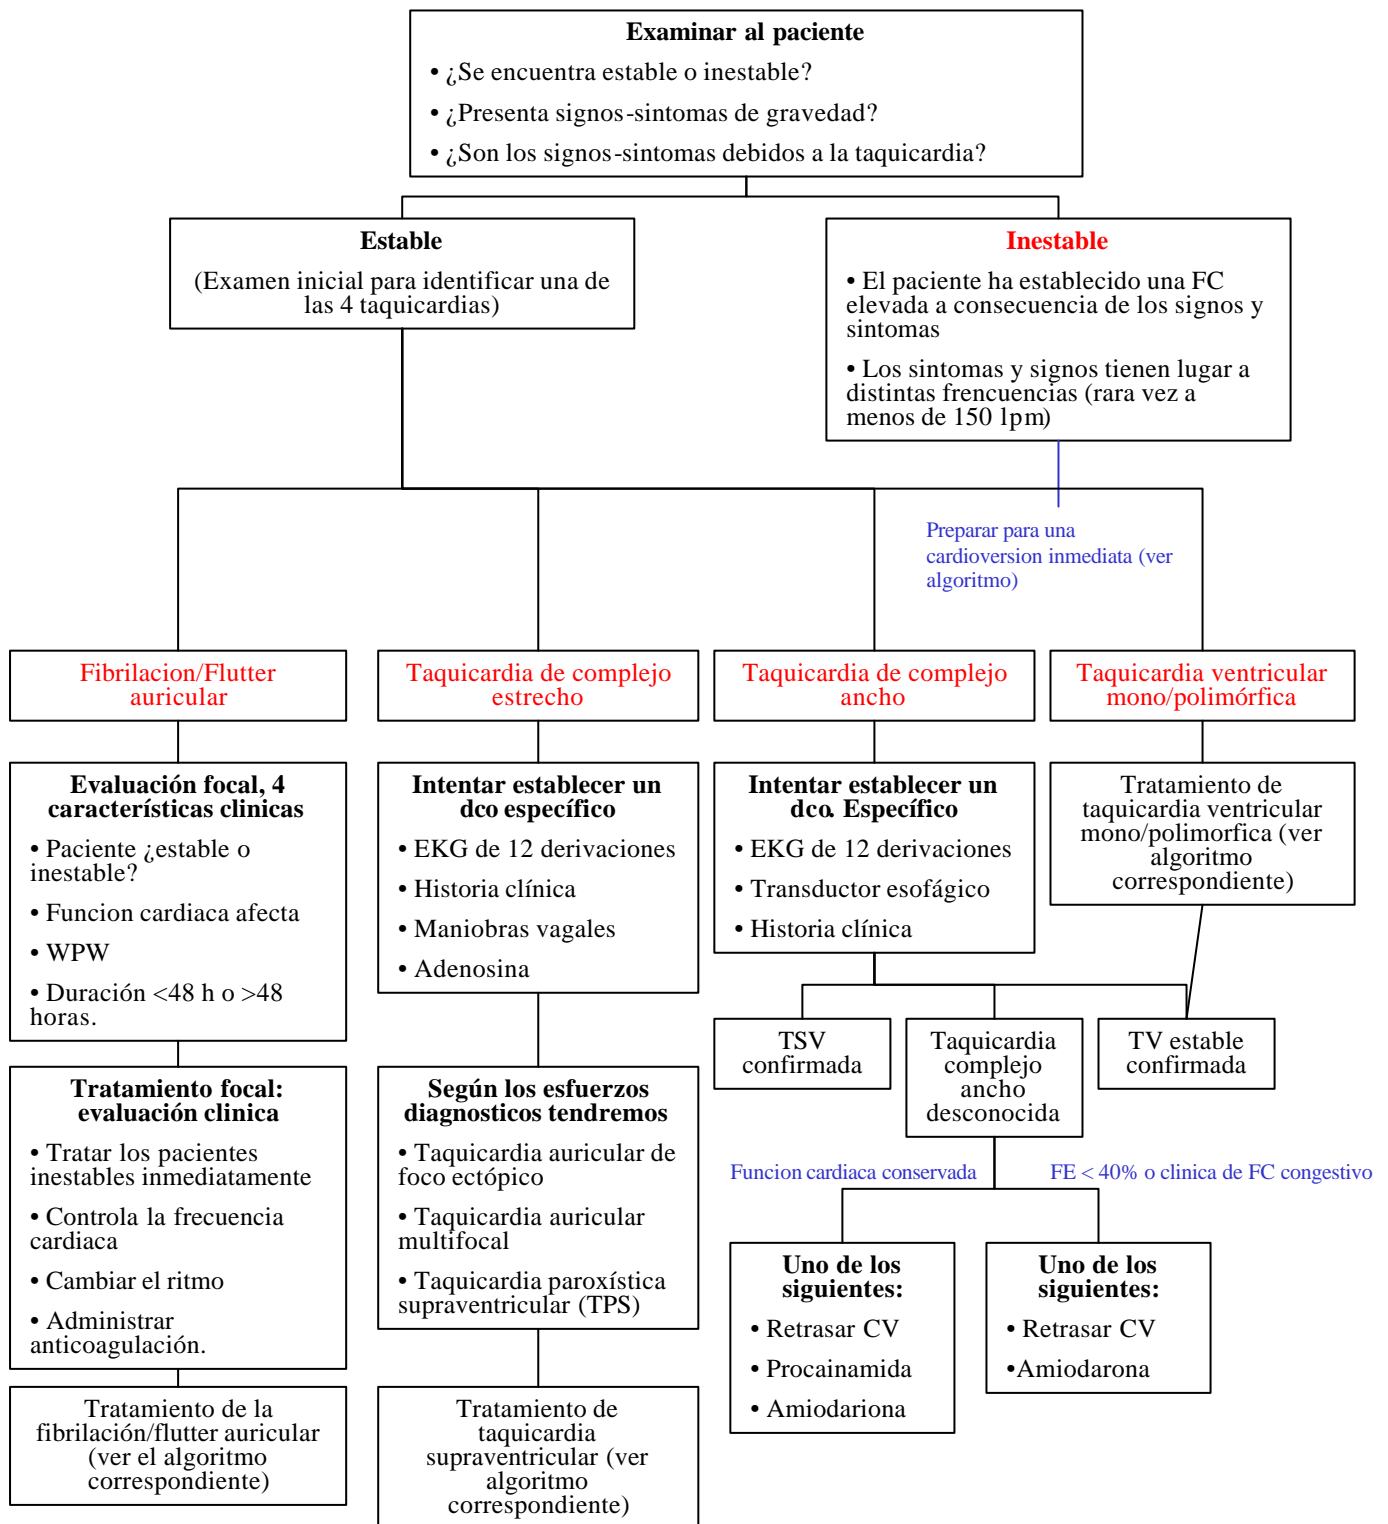 Examinar al paciente
• ¿Se encuentra estable o inestable?
• ¿Presenta signos-sintomas de gravedad?
• ¿Son los signos-sintomas debidos a la taquicardia?
Estable
(Examen inicial para identificar una de
las 4 taquicardias)
Inestable
• El paciente ha establecido una FC
elevada a consecuencia de los signos y
sintomas
• Los sintomas y signos tienen lugar a
distintas frencuencias (rara vez a
menos de 150 lpm)
Preparar para una
cardioversion inmediata (ver
algoritmo)
Fibrilacion/Flutter
auricular
Taquicardia de complejo
estrecho
Taquicardia de complejo
ancho
Taquicardia ventricular
mono/polimórfica
Evaluación focal, 4
características clinicas
• Paciente ¿estable o
inestable?
• Funcion cardiaca afecta
• WPW
• Duración <48 h o >48
horas.
Intentar establecer un
dco específico
• EKG de 12 derivaciones
• Historia clínica
• Maniobras vagales
• Adenosina
Intentar establecer un
dco. Específico
• EKG de 12 derivaciones
• Transductor esofágico
• Historia clínica
Tratamiento de
taquicardia ventricular
mono/polimorfica (ver
algoritmo
correspondiente)
TSV
confirmada
Taquicardia
complejo
ancho
desconocida
TV estable
confirmada
Tratamiento focal:
evaluación clinica
• Tratar los pacientes
inestables inmediatamente
• Controla la frecuencia
cardiaca
• Cambiar el ritmo
• Administrar
anticoagulación.
Según los esfuerzos
diagnosticos tendremos
• Taquicardia auricular de
foco ectópico
• Taquicardia auricular
multifocal
• Taquicardia paroxística
supraventricular (TPS)
Funcion cardiaca conservada
FE < 40% o clinica de FC congestivo
Uno de los
siguientes:
• Retrasar CV
• Procainamida
• Amiodariona
Uno de los
siguientes:
• Retrasar CV
•Amiodarona
Tratamiento de la
fibrilación/flutter auricular
(ver el algoritmo
correspondiente)
Tratamiento de
taquicardia
supraventricular (ver
algoritmo
correspondiente)